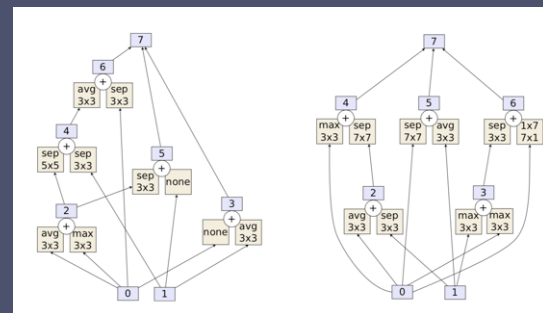 7
6
+
avg sep
3x3 3x3
4
+
sep sep
5x5 3x3
5
+
sep none
3x3
2
+
avg max
3x3 3x3
3
+
none avg
3x3
0 1
7
4 5 6
+ + +
max sep sep avg sep 1x7
3x3 7x7 7x7 3x3 3x3 7x1
2 3
+ +
avg sep max max
3x3 3x3 3x3 3x3
0 1